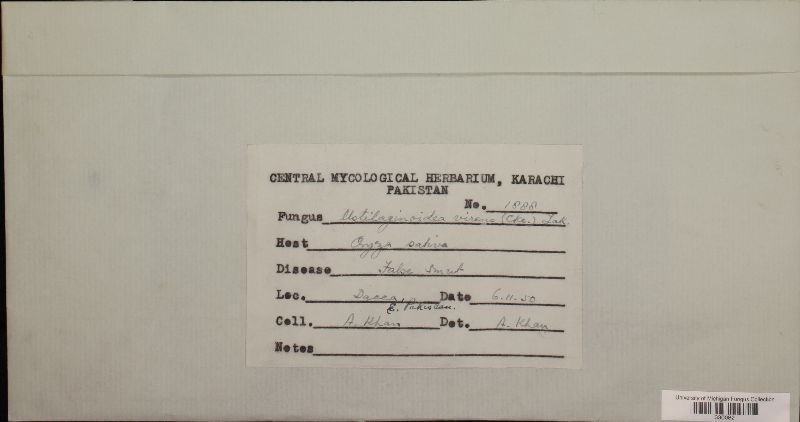 CENTRAL MYCOLOGICAL HERBARIUM, KARACHI
PAKISTAN
No. 1888
Fungus Ustilaginoidea virens (Cke.) Tak.
Host Oryza sativa
Disease False Smut
Loc. Dacca, Date 6.11.50
E. Pakistan.
Coll. A. Khan Det. A. Khan
Notes
University of Michigan Fungus Collection